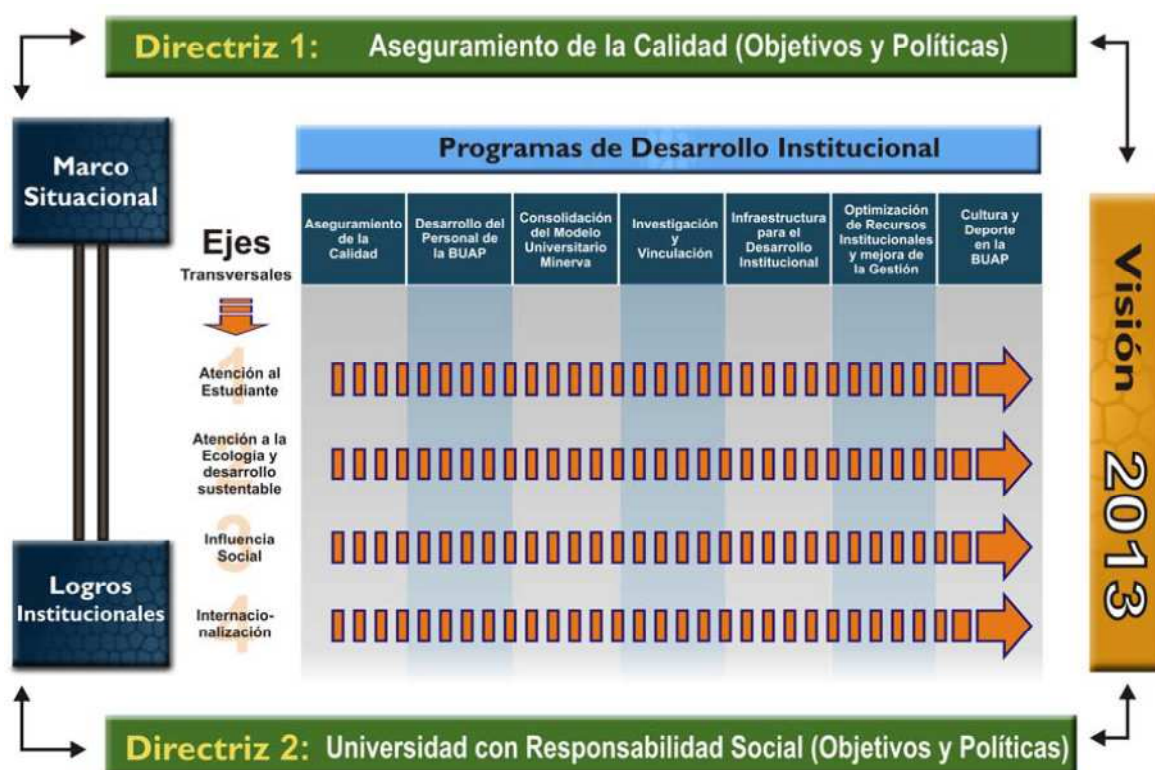 Directriz 1: Aseguramiento de la Calidad (Objetivos y Políticas)
Marco
Situacional
Programas de Desarrollo Institucional
Ejes
Transversales
Aseguramiento
de la
Calidad
Desarrollo del
Personal de
la BUAP
Consolidación
del Modelo
Universitario
Minerva
Investigación
y
Vinculación
Infraestructura
para el
Desarrollo
Institucional
Optimización
de Recursos
Institucionales
y mejora de
la Gestión
Cultura y
Deporte
en la
BUAP
1
Atención al
Estudiante
2
Atención a la
Ecología y
desarrollo
sustentable
3
Influencia
Social
4
Internacio-
nalización
Logros
Institucionales
Visión 2013
Directriz 2: Universidad con Responsabilidad Social (Objetivos y Políticas)